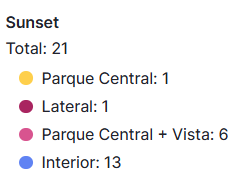 Sunset
Total: 21
Parque Central: 1
Lateral: 1
Parque Central + Vista: 6
Interior: 13